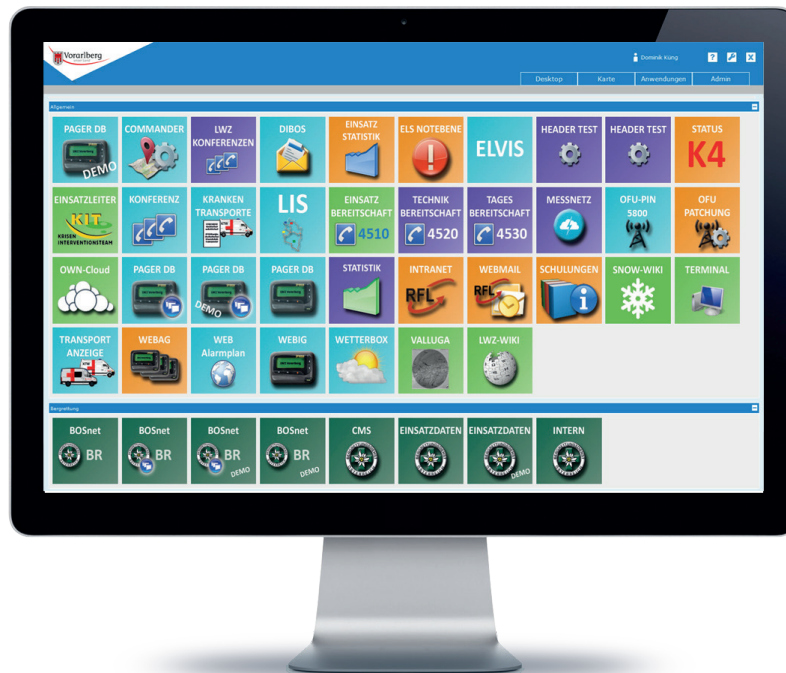 Vorarlberg
Dominik Küng
?
X
Desktop
Karte
Anwendungen
Admin
Allgemein
PAGER DB
DEMO
COMMANDER
LWZ
KONFERENZEN
DIBOS
EINSATZ
STATISTIK
ELS NOTEBENE
ELVIS
HEADER TEST
HEADER TEST
STATUS
K4
EINSATZLEITER
KIT
KRISEN
INTERVENTIONSTEAM
KONFERENZ
KRANKEN
TRANSPORTE
LIS
EINSATZ
BEREITSCHAFT
4510
TECHNIK
BEREITSCHAFT
4520
TAGES
BEREITSCHAFT
4530
MESSNETZ
OFU-PIN
5800
OFU
PATCHUNG
OWN-Cloud
PAGER DB
PAGER DB
DEMO
PAGER DB
STATISTIK
INTRANET
RFL
WEBMAIL
RFL
SCHULUNGEN
i
SNOW-WIKI
TERMINAL
TRANSPORT
ANZEIGE
WEBAG
WEB
Alarmplan
WEBIG
WETTERBOX
VALLUGA
LWZ-WIKI
Bergrettung
BOSnet
BR
BOSnet
BR
BOSnet
BR
DEMO
BOSnet
BR
DEMO
CMS
EINSATZDATEN
EINSATZDATEN
DEMO
INTERN